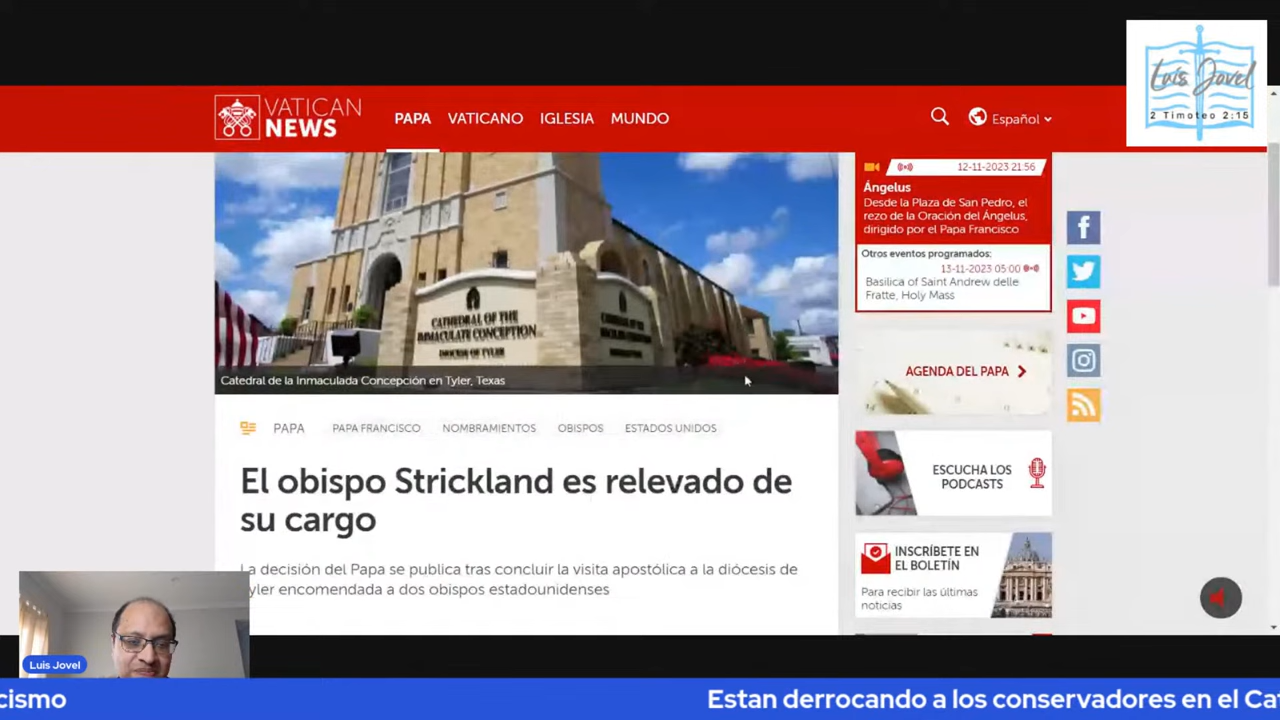 Luis Jovel
2 Timoteo 2:15
VATICAN
NEWS
PAPA
VATICANO
IGLESIA
MUNDO
Español
CATHEDRAL OF THE
IMMACULATE CONCEPTION
DIOCESE OF TYLER
Catedral de la Inmaculada Concepción en Tyler, Texas
12-11-2023 21:56
Ángelus
Desde la Plaza de San Pedro, el
rezo de la Oración del Ángelus,
dirigido por el Papa Francisco
Otros eventos programados:
13-11-2023 05:00
Basilica of Saint Andrew delle
Fratte, Holy Mass
AGENDA DEL PAPA
PAPA
PAPA FRANCISCO
NOMBRAMIENTOS
OBISPOS
ESTADOS UNIDOS
El obispo Strickland es relevado de
su cargo
La decisión del Papa se publica tras concluir la visita apostólica a la diócesis de
yler encomendada a dos obispos estadounidenses
ESCUCHA LOS
PODCASTS
INSCRÍBETE EN
EL BOLETÍN
Para recibir las últimas
noticias
Luis Jovel
cismo
Estan derrocando a los conservadores en el Cat